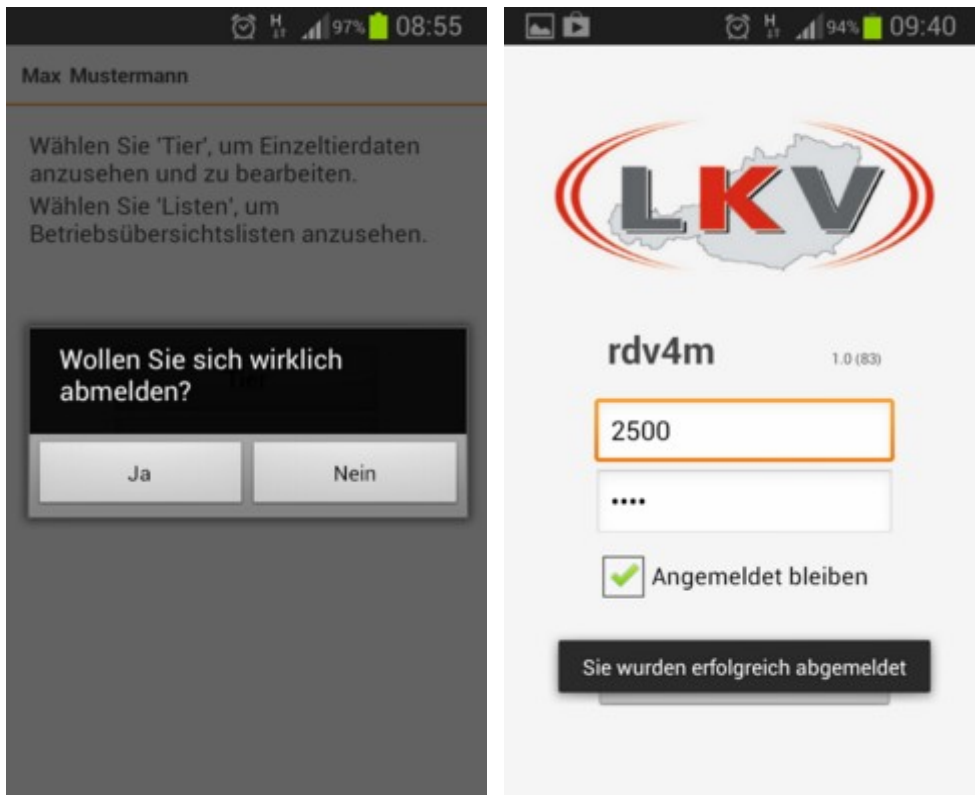 97% 08:55
Max Mustermann
Wählen Sie 'Tier', um Einzeltierdaten
anzusehen und zu bearbeiten.
Wählen Sie 'Listen', um
Betriebsübersichtslisten anzusehen.
Wollen Sie sich wirklich
abmelden?
Ja
Nein
H 94% 09:40
LKV
rdv4m
1.0 (83)
2500
••••
Angemeldet bleiben
Sie wurden erfolgreich abgemeldet